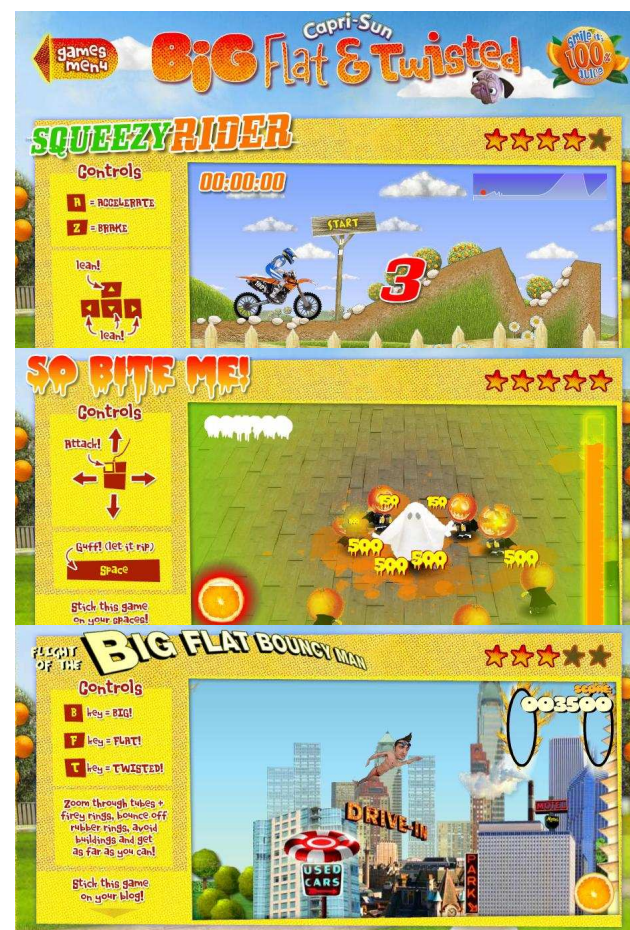 games
menu
Capri-Sun
BiG Flat & Twisted
Smile it's
100%
JUICE
SQUEEZYRIDER
Controls
A = ACCELERATE
Z = BRAKE
lean!
lean!
00:00:00
START
3
SO BITE ME!
Controls
Attack!
Guff! (let it rip)
Space
Stick this game
on your spaces!
150
150
500
500
500
500
FLIGHT
OF THE
BIG FLAT BOUNCY MAN
Controls
B key = BIG!
F key = FLAT!
T key = TWISTED!
Zoom through tubes +
firey rings, bounce off
rubber rings, avoid
buildings and get
as far as you can!
Stick this game
on your blog!
SCORE
003500
DRIVE-IN
USED
CARS
PARK
MOTEL